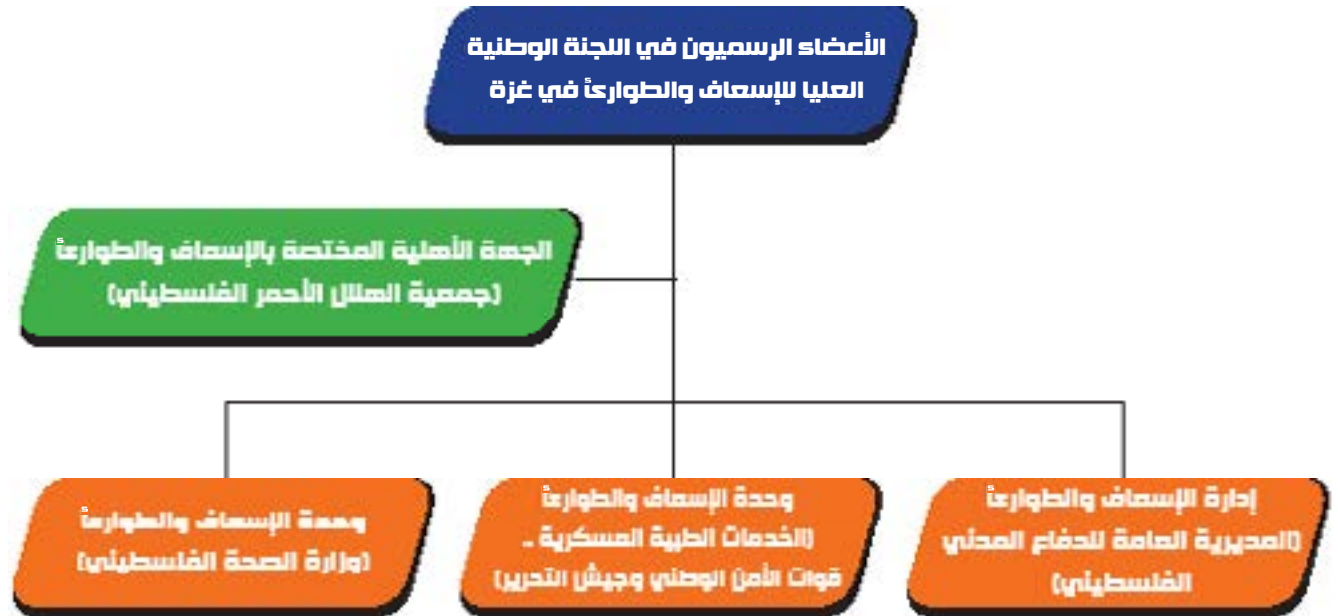 الأعضاء الرسميون في اللجنة الوطنية
العليا للإسعاف والطوارئ في غزة
الجهة الأهلية المختصة بالإسعاف والطوارئ
(جمعية الهلال الأحمر الفلسطيني)
إدارة الإسعاف والطوارئ
(المديرية العامة للدفاع المدني
الفلسطيني)
وحدة الإسعاف والطوارئ
(الخدمات الطبية العسكرية -
قوات الأمن الوطني وجيش التحرير)
وحدة الإسعاف والطوارئ
(وزارة الصحة الفلسطيني)